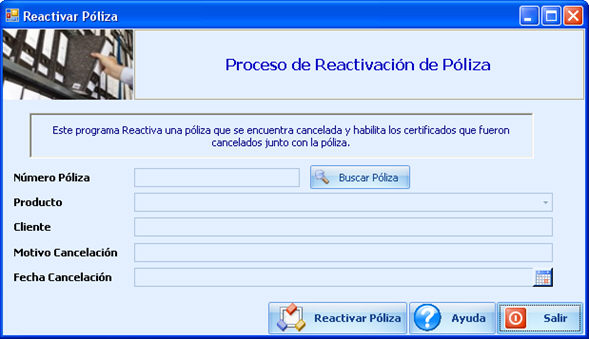 Reactivar Póliza
Proceso de Reactivación de Póliza
Este programa Reactiva una póliza que se encuentra cancelada y habilita los certificados que fueron
cancelados junto con la póliza.
Número Póliza
Buscar Póliza
Producto
Cliente
Motivo Cancelación
Fecha Cancelación
Reactivar Póliza
Ayuda
Salir